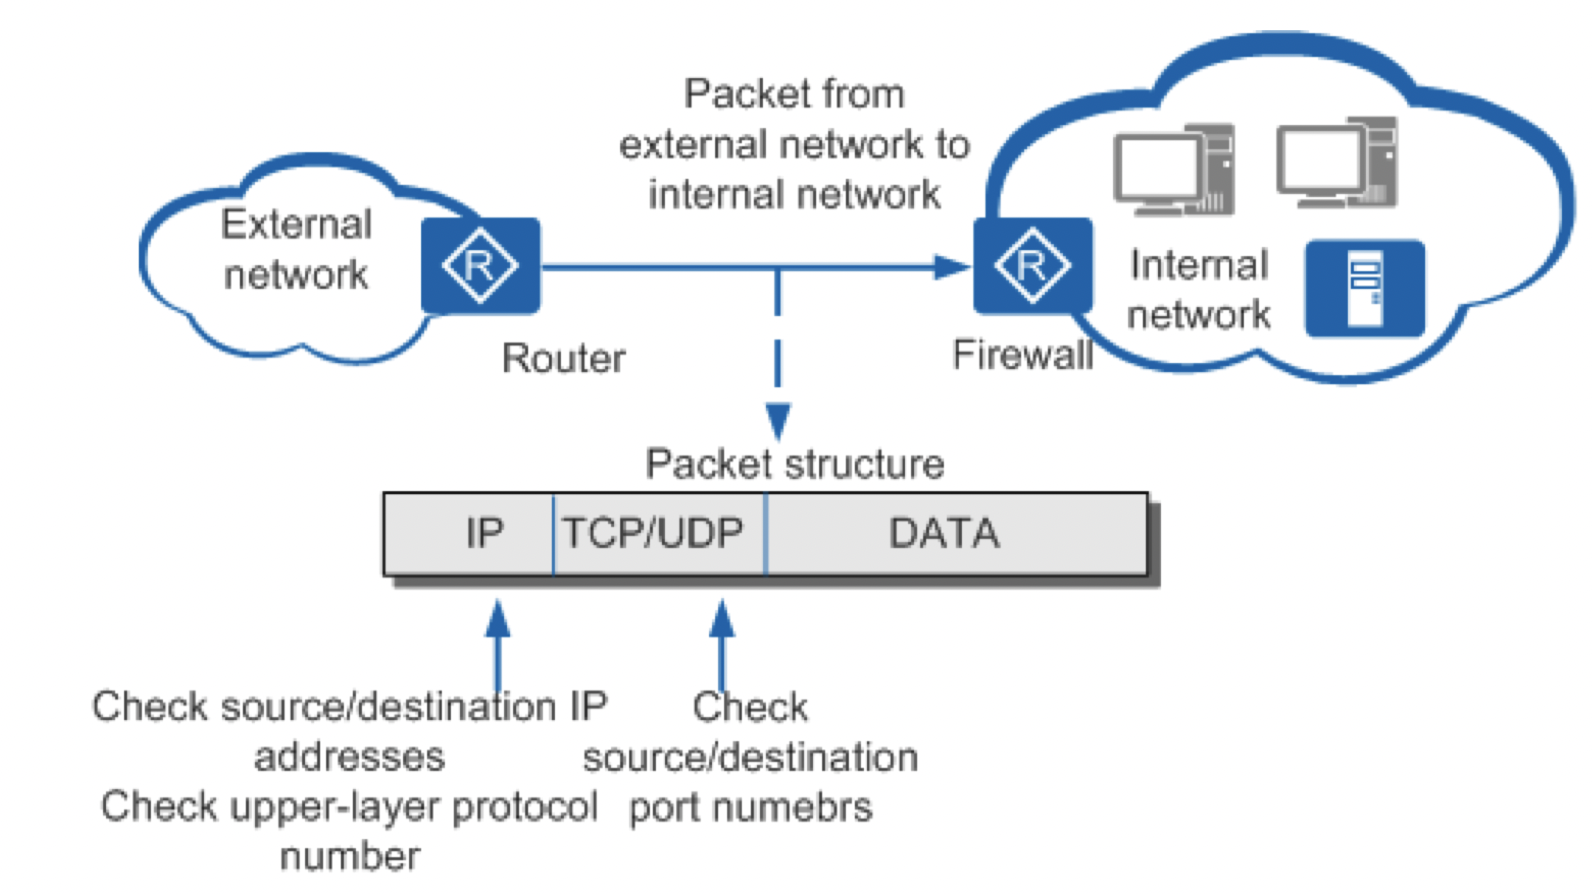 Packet from
external network to
internal network
External
network
R
R
Internal
network
Router
Firewall
Packet structure
IP
TCP/UDP
DATA
Check source/destination IP
addresses
Check upper-layer protocol
number
Check
source/destination
port numebrs